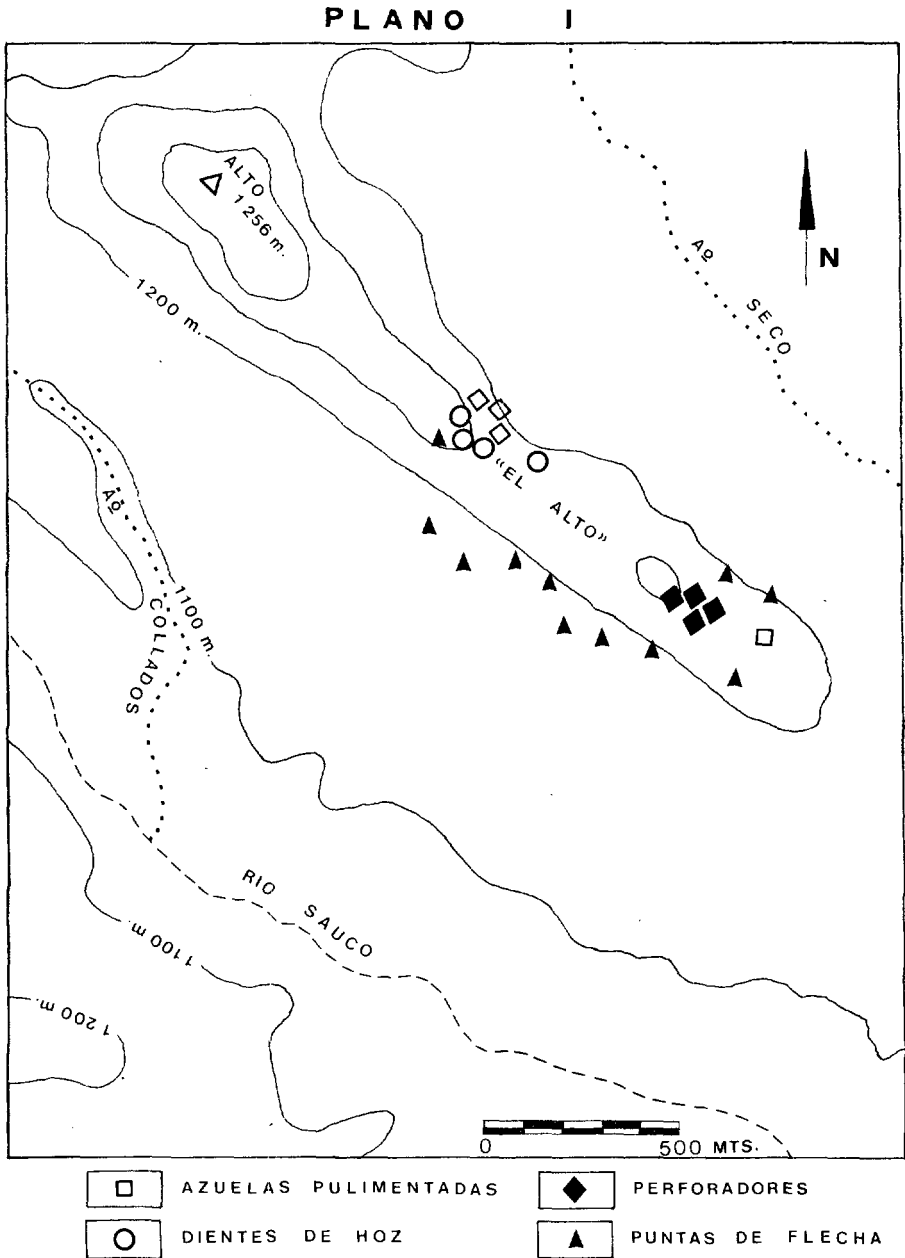 PLANO I
ALTO
1256 m.
N
Aº
SECO
1200 m.
«EL ALTO»
Aº
COLLADOS
1100 m.
RIO SAUCO
1100 m.
1200 m.
0 500 MTS.
AZUELAS PULIMENTADAS
PERFORADORES
DIENTES DE HOZ
PUNTAS DE FLECHA